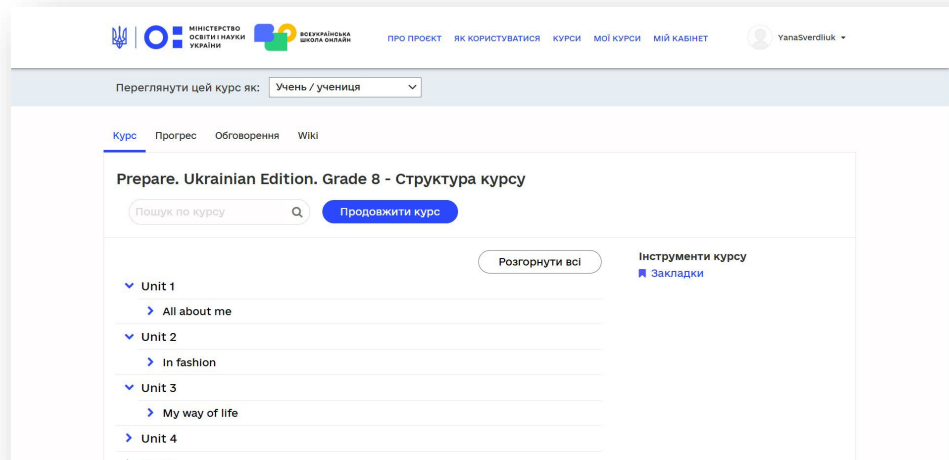 МІНІСТЕРСТВО
ОСВІТИ І НАУКИ
УКРАЇНИ
ВСЕУКРАЇНСЬКА
ШКОЛА ОНЛАЙН
ПРО ПРОЄКТ ЯК КОРИСТУВАТИСЯ КУРСИ МОЇ КУРСИ МІЙ КАБІНЕТ
YanaSverdliuk
Переглянути цей курс як: Учень / учениця
Курс Прогрес Обговорення Wiki
Prepare. Ukrainian Edition. Grade 8 - Структура курсу
Пошук по курсу Продовжити курс
Розгорнути всі
Інструменти курсу
Закладки
Unit 1
All about me
Unit 2
In fashion
Unit 3
My way of life
Unit 4